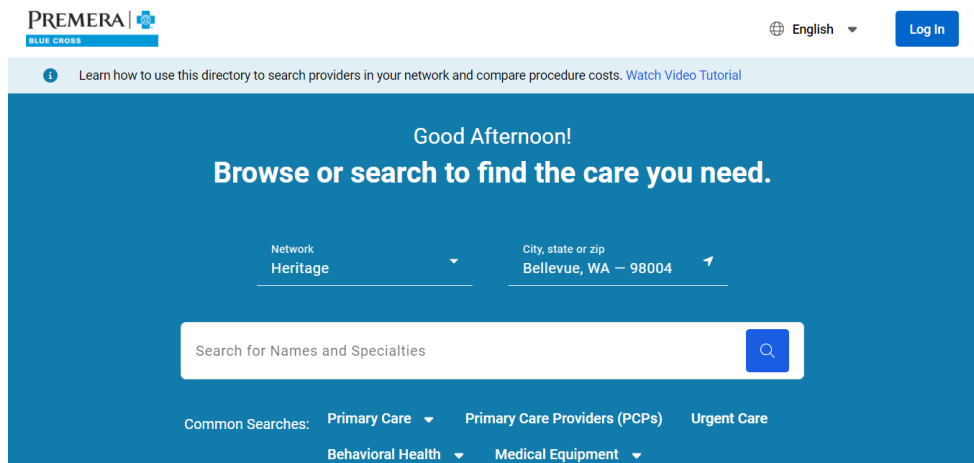 PREMERA
BLUE CROSS
English
Log In
Learn how to use this directory to search providers in your network and compare procedure costs. Watch Video Tutorial
Good Afternoon!
Browse or search to find the care you need.
Network
Heritage
City, state or zip
Bellevue, WA — 98004
Search for Names and Specialties
Common Searches: Primary Care Primary Care Providers (PCPs) Urgent Care
Behavioral Health Medical Equipment